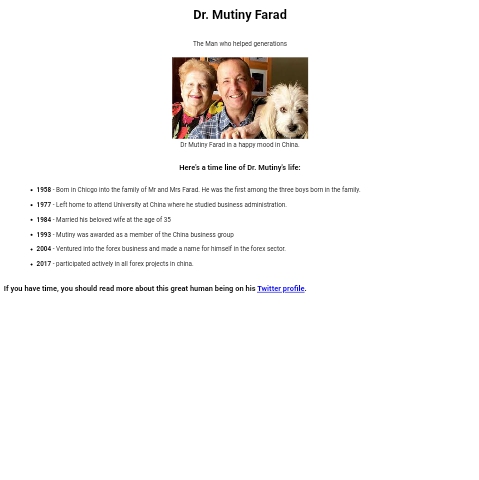 Dr. Mutiny Farad
The Man who helped generations
Dr Mutiny Farad in a happy mood in China.
Here's a time line of Dr. Mutiny's life:
1958 - Born in Chicgo into the family of Mr and Mrs Farad. He was the first among the three boys born in the family.
1977 - Left home to attend University at China where he studied business administration.
1984 - Married his beloved wife at the age of 35
1993 - Mutiny was awarded as a member of the China business group
2004 - Ventured into the forex business and made a name for himself in the forex sector.
2017 - participated actively in all forex projects in china.
If you have time, you should read more about this great human being on his Twitter profile.